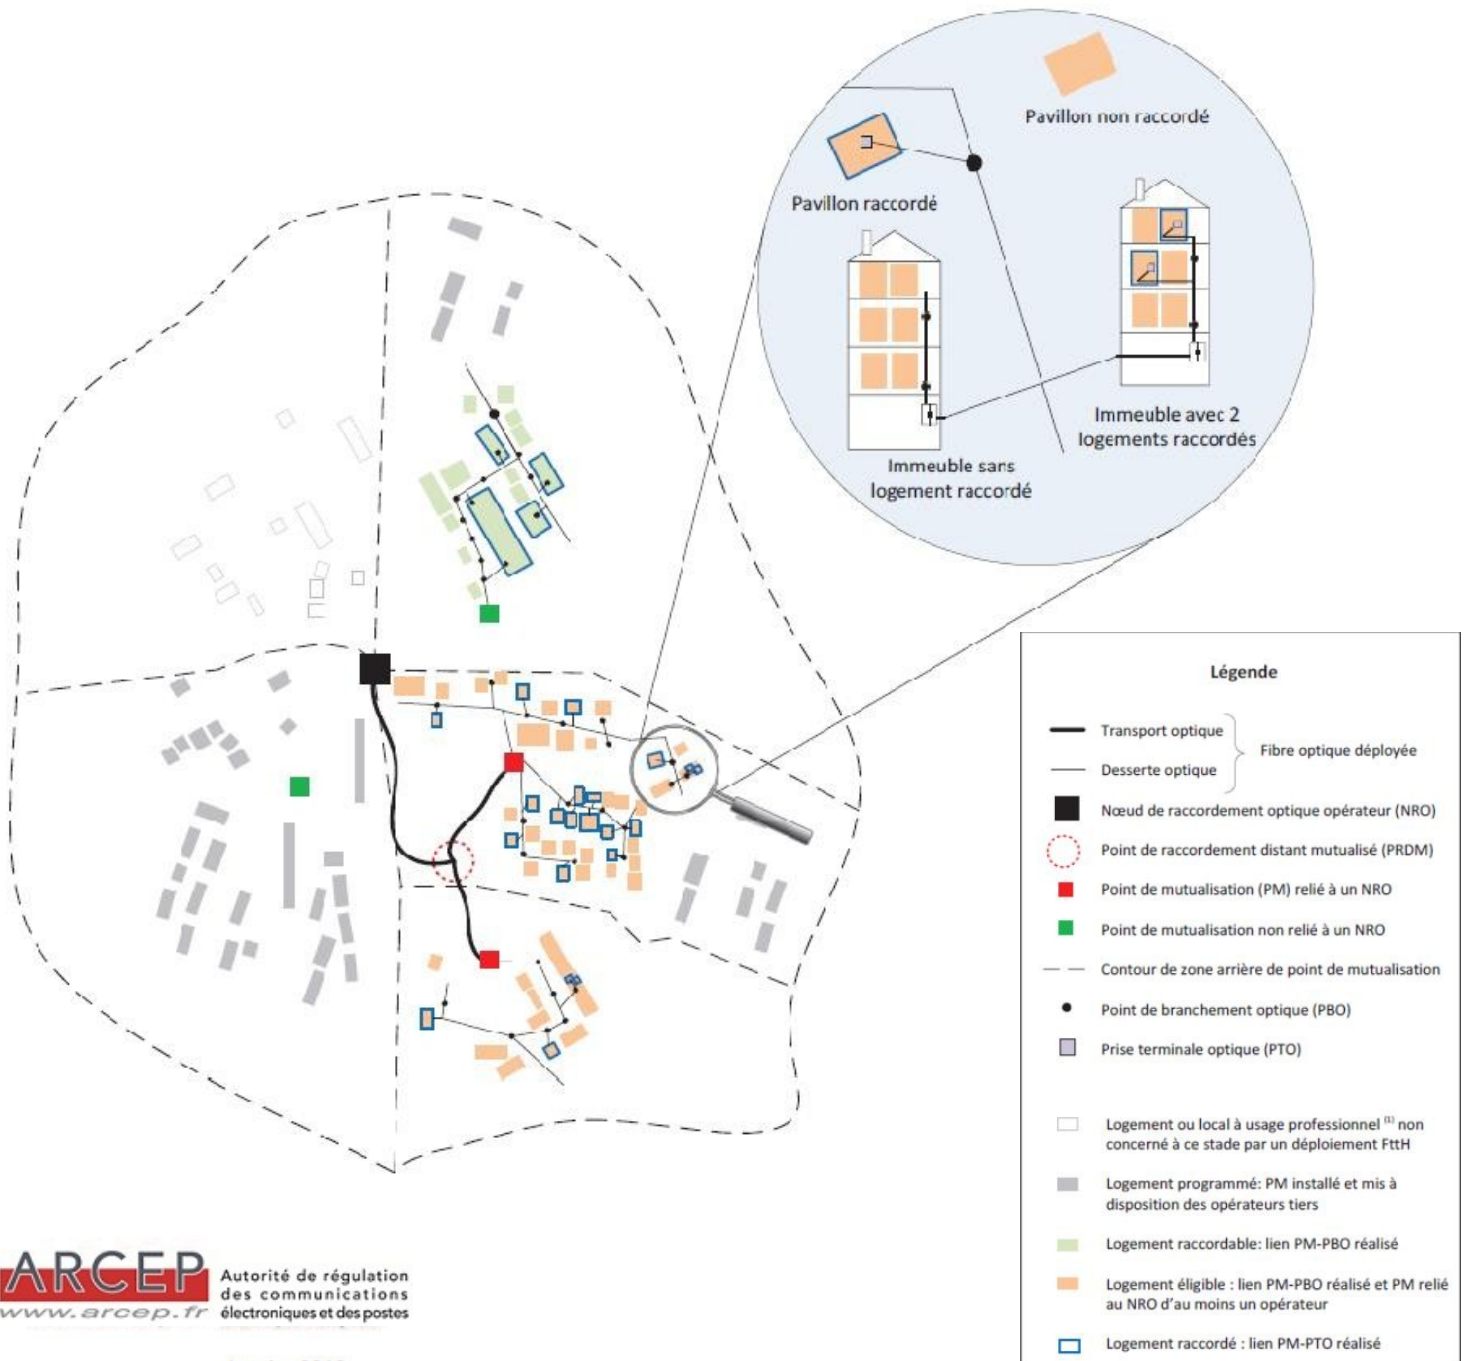 Pavillon non raccordé
Pavillon raccordé
Immeuble avec 2
logements raccordés
Immeuble sans
logement raccordé
Légende
Transport optique
Fibre optique déployée
Desserte optique
Nœud de raccordement optique opérateur (NRO)
Point de raccordement distant mutualisé (PRDM)
Point de mutualisation (PM) relié à un NRO
Point de mutualisation non relié à un NRO
Contour de zone arrière de point de mutualisation
Point de branchement optique (PBO)
Prise terminale optique (PTO)
Logement ou local à usage professionnel (1) non
concerné à ce stade par un déploiement FttH
Logement programmé: PM installé et mis à
disposition des opérateurs tiers
Logement raccordable: lien PM-PBO réalisé
Logement éligible : lien PM-PBO réalisé et PM relié
au NRO d'au moins un opérateur
Logement raccordé : lien PM-PTO réalisé
ARCEP
www.arcep.fr
Autorité de régulation
des communications
électroniques et des postes